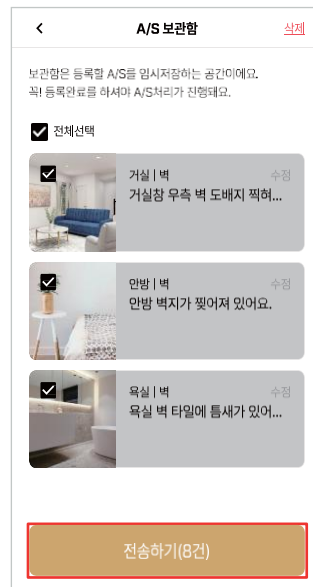 A/S 보관함
삭제
보관함은 등록할 A/S를 임시저장하는 공간이에요.
꼭! 등록완료를 하셔야 A/S처리가 진행돼요.
전체선택
거실 | 벽
수정
거실창 우측 벽 도배지 찍혀...
안방 | 벽
수정
안방 벽지가 찢어져 있어요.
욕실 | 벽
수정
욕실 벽 타일에 틈새가 있어...
전송하기(8건)